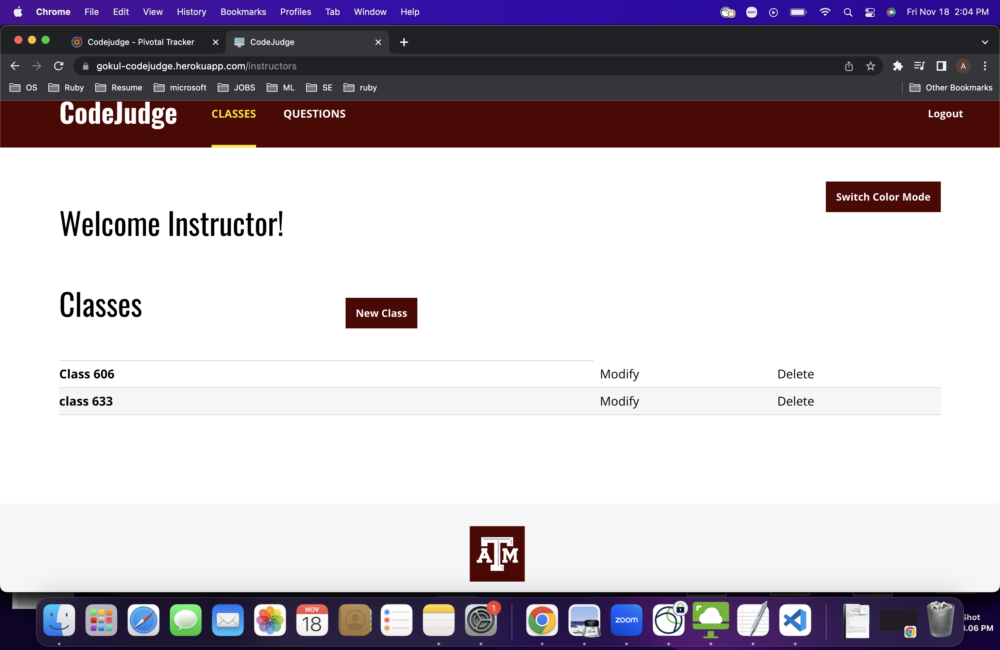 Chrome File Edit View History Bookmarks Profiles Tab Window Help zoom Fri Nov 18 2:04 PM
Codejudge - Pivotal Tracker CodeJudge
gokul-codejudge.herokuapp.com/instructors A
OS Ruby Resume microsoft JOBS ML SE ruby Other Bookmarks
CodeJudge CLASSES QUESTIONS Logout
Switch Color Mode
Welcome Instructor!
Classes
New Class
Class 606 Modify Delete
class 633 Modify Delete
ATM
NOV
18
1
zoom
Shot
3.06 PM